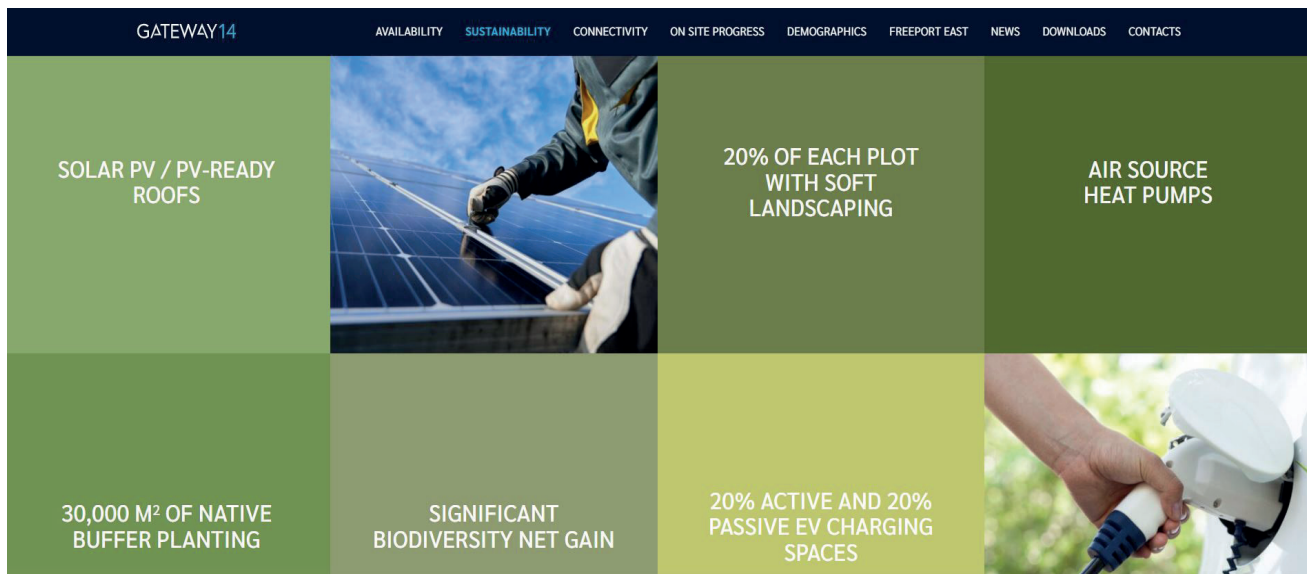 GATEWAY14
AVAILABILITY SUSTAINABILITY CONNECTIVITY ON SITE PROGRESS DEMOGRAPHICS FREEPORT EAST NEWS DOWNLOADS CONTACTS
SOLAR PV / PV-READY
ROOFS
20% OF EACH PLOT
WITH SOFT
LANDSCAPING
AIR SOURCE
HEAT PUMPS
30,000 M² OF NATIVE
BUFFER PLANTING
SIGNIFICANT
BIODIVERSITY NET GAIN
20% ACTIVE AND 20%
PASSIVE EV CHARGING
SPACES